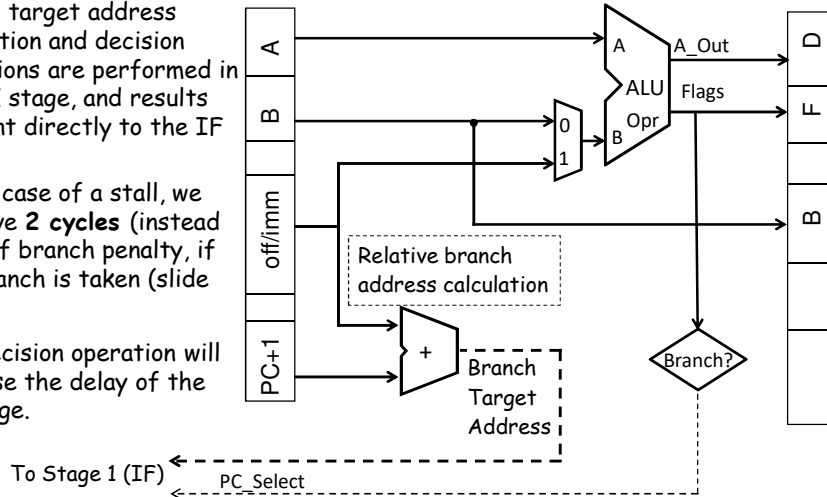 target address
tion and decision
ions are performed in
stage, and results
nt directly to the IF
case of a stall, we
ve 2 cycles (instead
f branch penalty, if
anch is taken (slide
ecision operation will
se the delay of the
ge.
A
B
off/imm
PC+1
0
1
A
B
ALU
Opr
A_Out
Flags
D
F
B
Relative branch
address calculation
+
Branch
Target
Address
Branch?
To Stage 1 (IF)
PC_Select